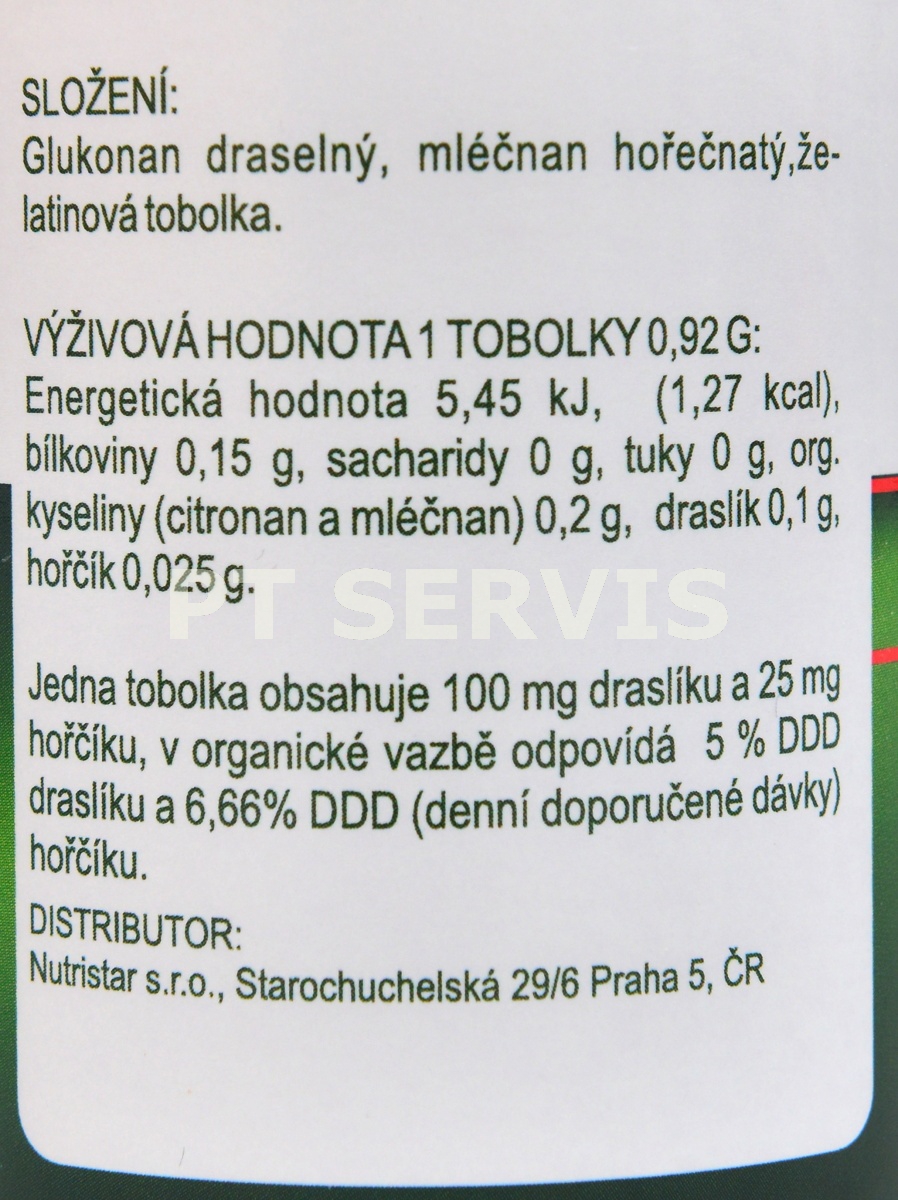 SLOŽENÍ:
Glukonan draselný, mléčnan hořečnatý,že-
latinová tobolka.
VÝŽIVOVÁ HODNOTA 1 TOBOLKY 0,92 G:
Energetická hodnota 5,45 kJ, (1,27 kcal),
bílkoviny 0,15 g, sacharidy 0 g, tuky 0 g, org.
kyseliny (citronan a mléčnan) 0,2 g, draslík 0,1 g,
hořčík 0,025 g.
PT SERVIS
Jedna tobolka obsahuje 100 mg draslíku a 25 mg
hořčíku, v organické vazbě odpovídá 5 % DDD
draslíku a 6,66% DDD (denní doporučené dávky)
hořčíku.
DISTRIBUTOR:
Nutristar s.r.o., Starochuchelská 29/6 Praha 5, ČR